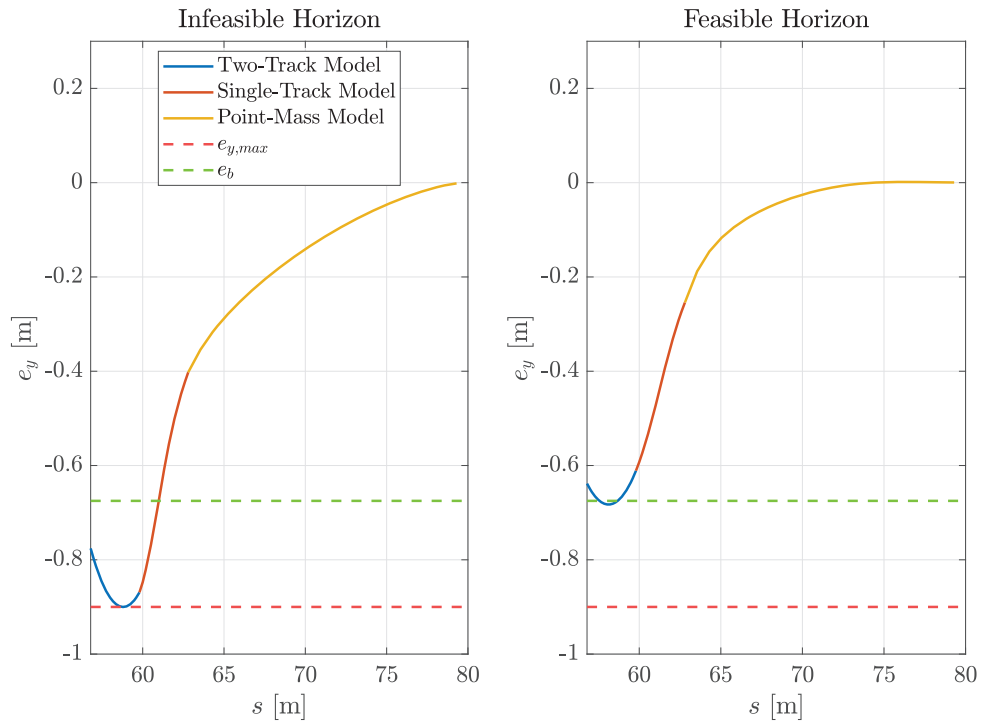 Infeasible Horizon
Two-Track Model
Single-Track Model
Point-Mass Model
e_{y,max}
e_b
0.2
0
-0.2
-0.4
-0.6
-0.8
-1
e_y [m]
60
65
70
75
80
s [m]
Feasible Horizon
0.2
0
-0.2
-0.4
-0.6
-0.8
-1
e_y [m]
60
65
70
75
80
s [m]